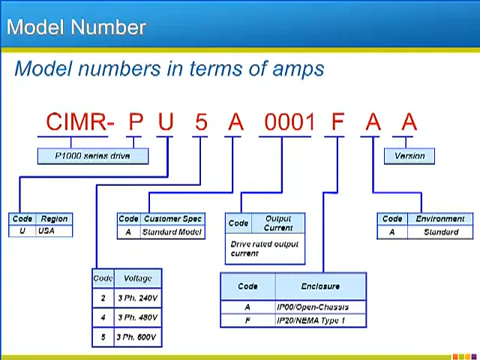 Model Number
Model numbers in terms of amps
CIMR- P U 5 A 0001 F A A
P1000 series drive
Version
Code Region
U USA
Code Customer Spec
A Standard Model
Code Output Current
Drive rated output current
Code Environment
A Standard
Code Voltage
2 3 Ph. 240V
4 3 Ph. 480V
5 3 Ph. 600V
Code Enclosure
A IP00/Open-Chassis
F IP20/NEMA Type 1